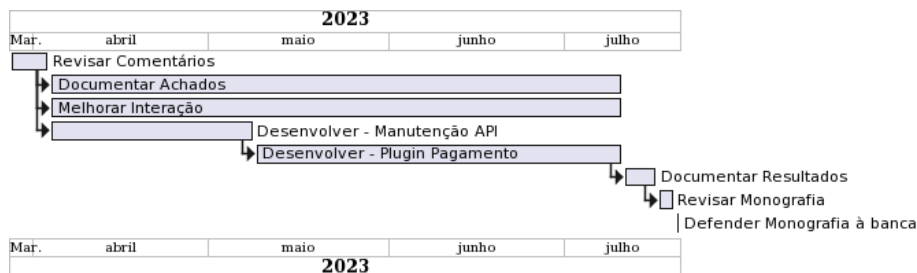 2023
Mar. abril maio junho julho
Revisar Comentários
Documentar Achados
Melhorar Interação
Desenvolver - Manutenção API
Desenvolver - Plugin Pagamento
Documentar Resultados
Revisar Monografia
Defender Monografia à banca
Mar. abril maio junho julho
2023